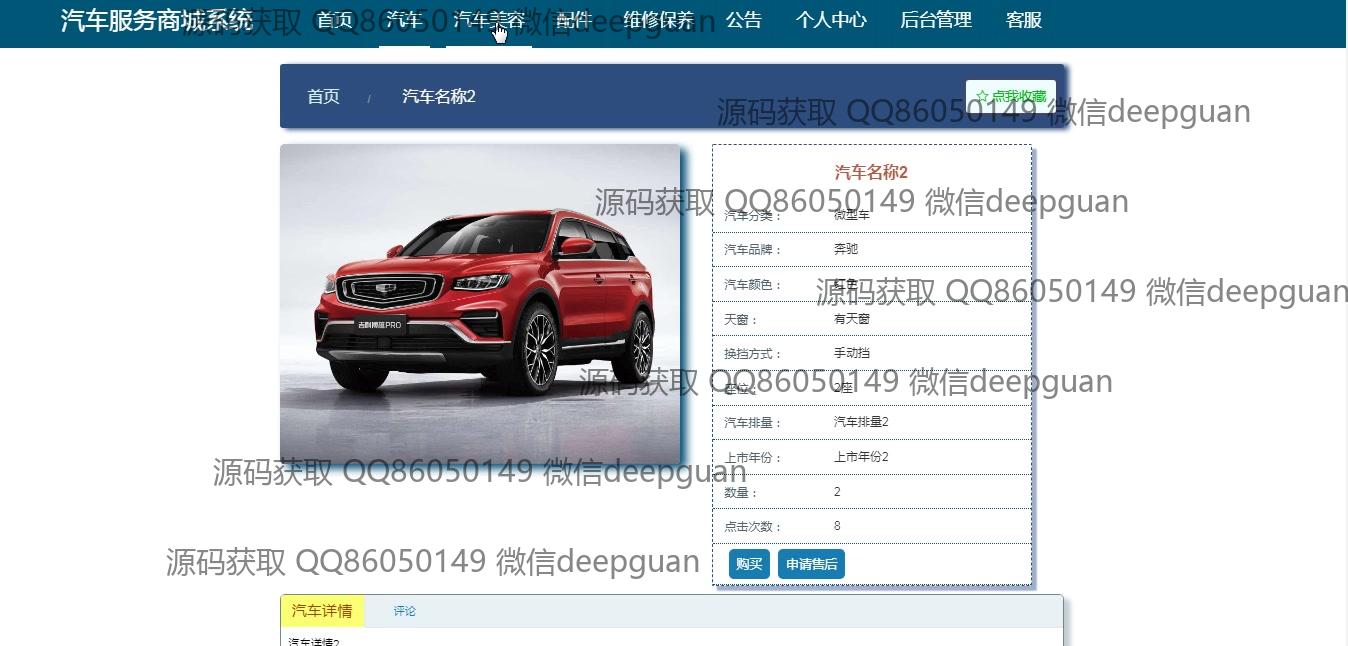 汽车服务商城系统 首页 汽车 汽车美容 配件 维修保养 公告 个人中心 后台管理 客服
源码获取 QQ86050149 微信deepguan
首页 / 汽车名称2 ☆点我收藏
源码获取 QQ86050149 微信deepguan
汽车名称2
源码获取 QQ86050149 微信deepguan
汽车分类： 微型车
汽车品牌： 奔驰
汽车颜色： 红色
源码获取 QQ86050149 微信deepguan
天窗： 有天窗
吉利博越PRO
换挡方式： 手动挡
源码获取 QQ86050149 微信deepguan
座位： 2座
汽车排量： 汽车排量2
上市年份： 上市年份2
源码获取 QQ86050149 微信deepguan
数量： 2
点击次数： 8
源码获取 QQ86050149 微信deepguan
购买 申请售后
汽车详情 评论
汽车详情2